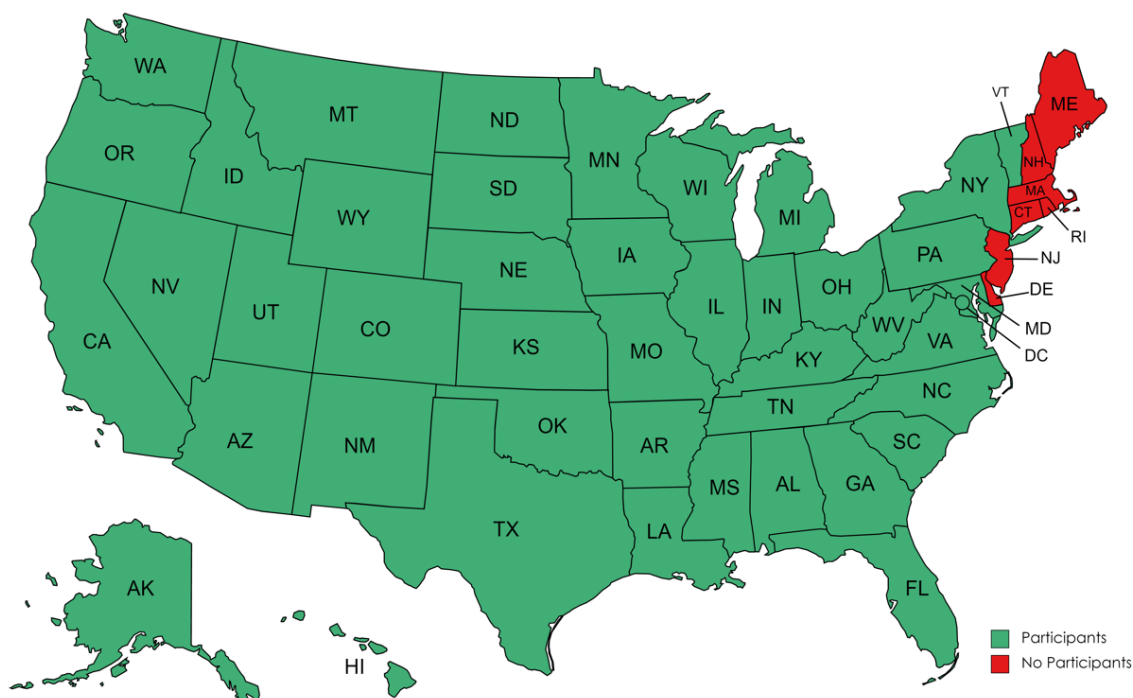 WA
MT
ND
MN
VT
ME
OR
ID
SD
WI
NY
NH
WY
MI
MA
CT
RI
IA
PA
NJ
NE
NV
OH
DE
UT
IL
IN
CA
CO
WV
MD
KS
MO
VA
DC
KY
NC
TN
OK
AZ
NM
AR
SC
MS
AL
GA
TX
LA
AK
FL
HI
Participants
No Participants